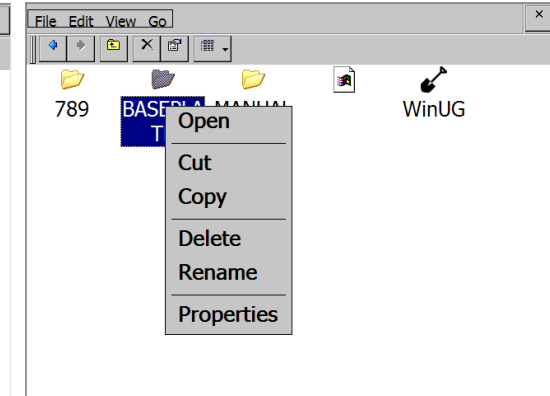 File Edit View Go
789
WinUG
Open
Cut
Copy
Delete
Rename
Properties